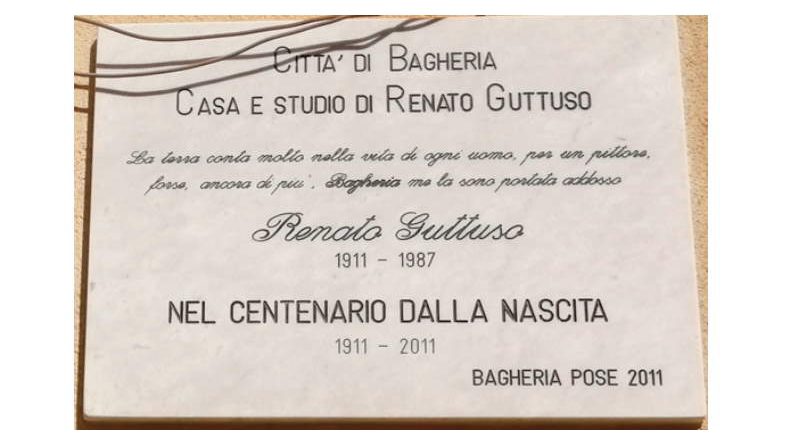 CITTA' DI BAGHERIA
CASA E STUDIO DI RENATO GUTTUSO
La terra conta molto nella vita di ogni uomo, per un pittore,
forse, ancora di piu', Bagheria me la sono portata addosso
Renato Guttuso
1911 - 1987
NEL CENTENARIO DALLA NASCITA
1911 - 2011
BAGHERIA POSE 2011